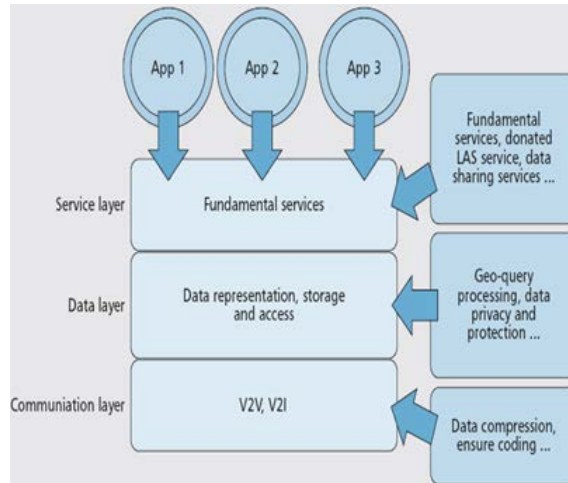 App 1
App 2
App 3
Fundamental
services, donated
LAS service, data
sharing services ...
Service layer
Fundamental services
Geo-query
processing, data
privacy and
protection ...
Data layer
Data representation, storage
and access
Communiation layer
V2V, V2I
Data compression,
ensure coding ...